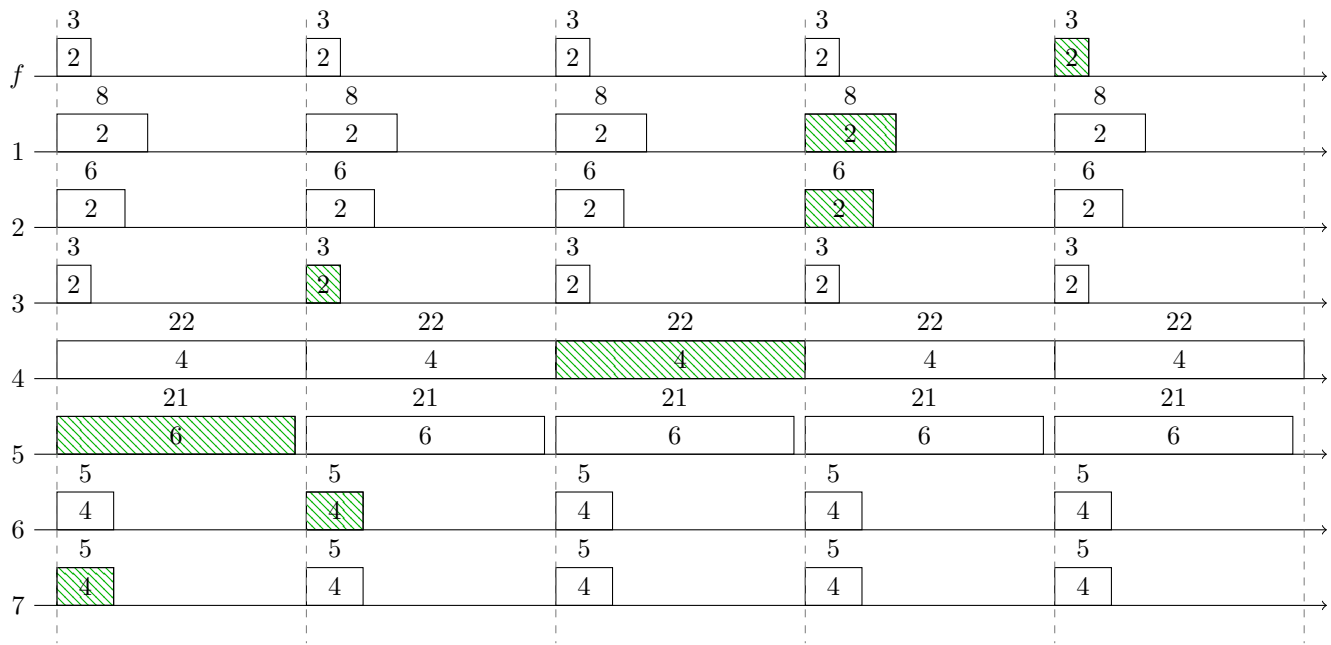 3 3 3 3 3
f 2 2 2 2 2
8 8 8 8 8
1 2 2 2 2 2
6 6 6 6 6
2 2 2 2 2 2
3 3 3 3 3
3 2 2 2 2 2
22 22 22 22 22
4 4 4 4 4 4
21 21 21 21 21
5 6 6 6 6 6
5 5 5 5 5
6 4 4 4 4 4
5 5 5 5 5
7 4 4 4 4 4